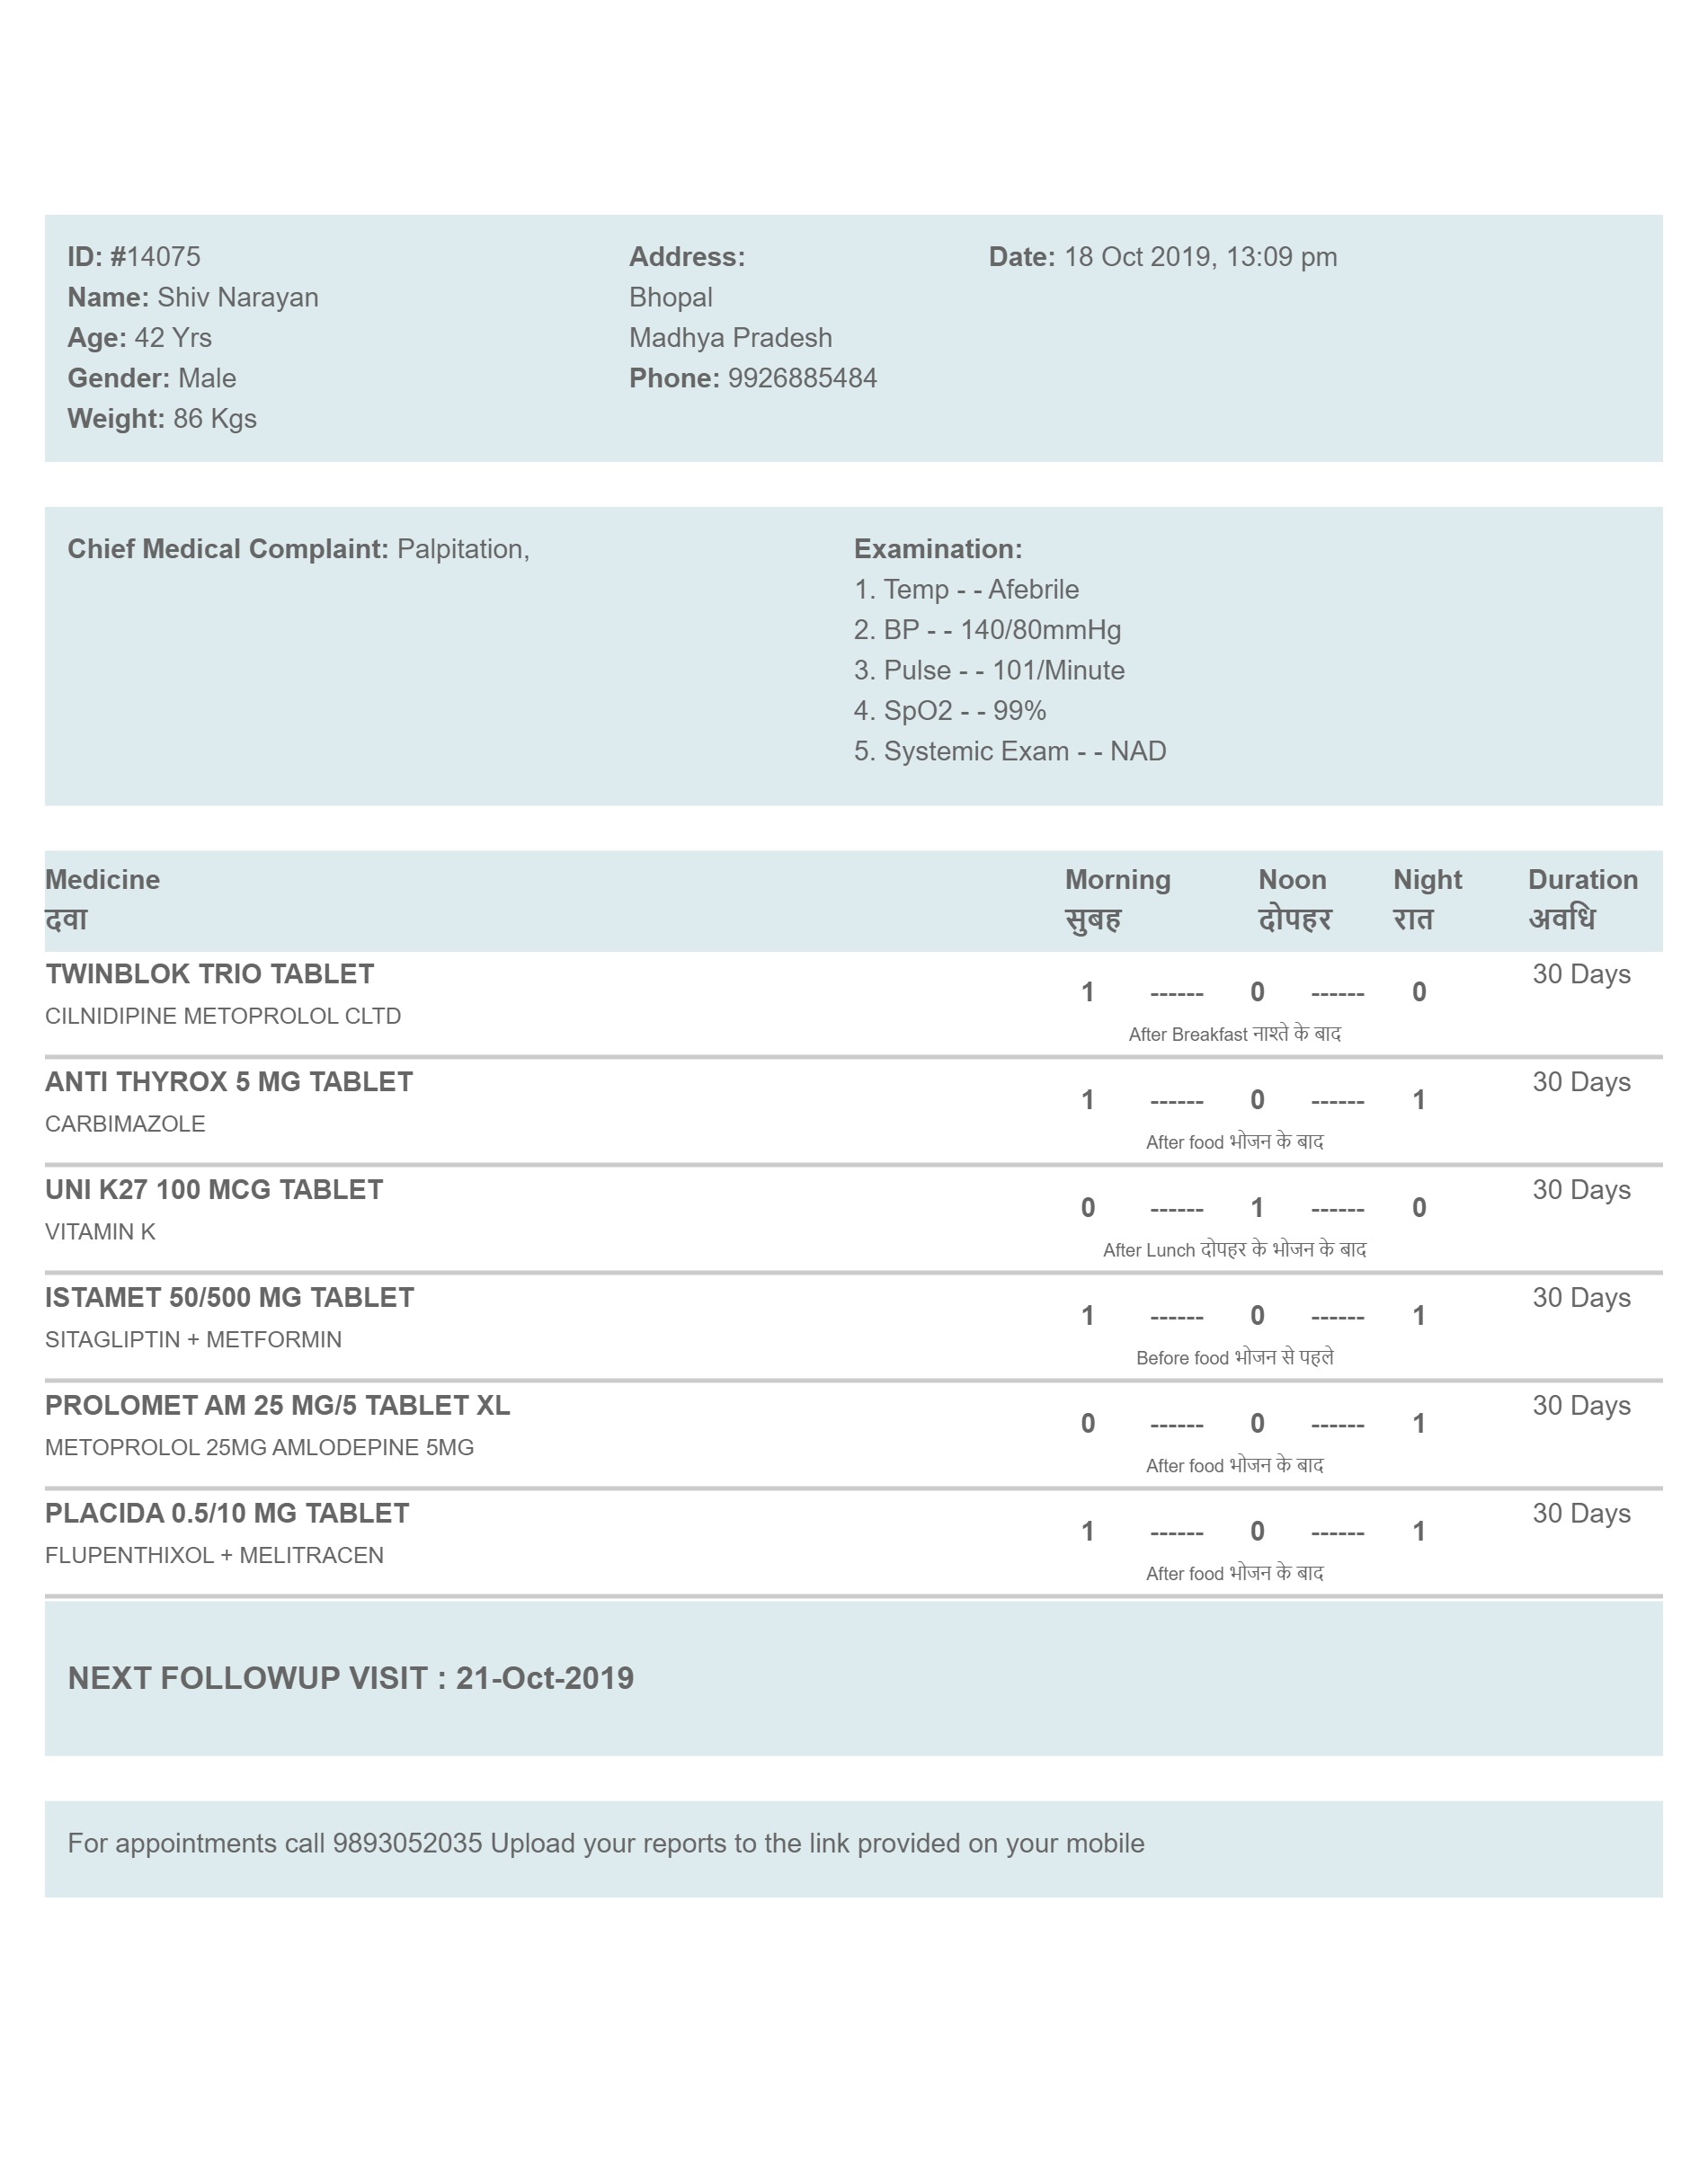 ID: #14075
Name: Shiv Narayan
Age: 42 Yrs
Gender: Male
Weight: 86 Kgs
Address:
Bhopal
Madhya Pradesh
Phone: 9926885484
Date: 18 Oct 2019, 13:09 pm
Chief Medical Complaint: Palpitation,
Examination:
1. Temp - - Afebrile
2. BP - - 140/80mmHg
3. Pulse - - 101/Minute
4. SpO2 - - 99%
5. Systemic Exam - - NAD
Medicine Morning Noon Night Duration
दवा सुबह दोपहर रात अवधि
TWINBLOK TRIO TABLET 30 Days
1 ------ 0 ------ 0
CILNIDIPINE METOPROLOL CLTD
After Breakfast नाश्ते के बाद
ANTI THYROX 5 MG TABLET 30 Days
1 ------ 0 ------ 1
CARBIMAZOLE
After food भोजन के बाद
UNI K27 100 MCG TABLET 30 Days
0 ------ 1 ------ 0
VITAMIN K
After Lunch दोपहर के भोजन के बाद
ISTAMET 50/500 MG TABLET 30 Days
1 ------ 0 ------ 1
SITAGLIPTIN + METFORMIN
Before food भोजन से पहले
PROLOMET AM 25 MG/5 TABLET XL 30 Days
0 ------ 0 ------ 1
METOPROLOL 25MG AMLODEPINE 5MG
After food भोजन के बाद
PLACIDA 0.5/10 MG TABLET 30 Days
1 ------ 0 ------ 1
FLUPENTHIXOL + MELITRACEN
After food भोजन के बाद
NEXT FOLLOWUP VISIT : 21-Oct-2019
For appointments call 9893052035 Upload your reports to the link provided on your mobile